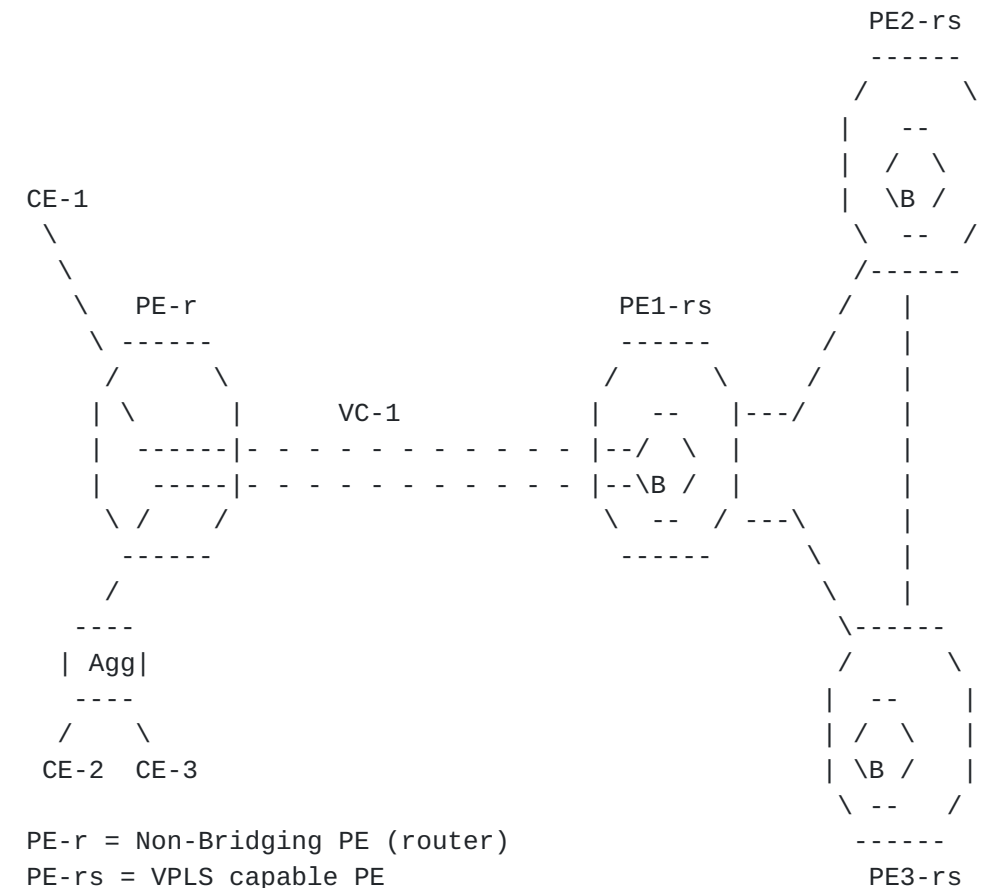 PE2-rs
B
CE-1
PE-r PE1-rs
VC-1
B
Agg
B
CE-2 CE-3
PE-r = Non-Bridging PE (router)
PE-rs = VPLS capable PE PE3-rs